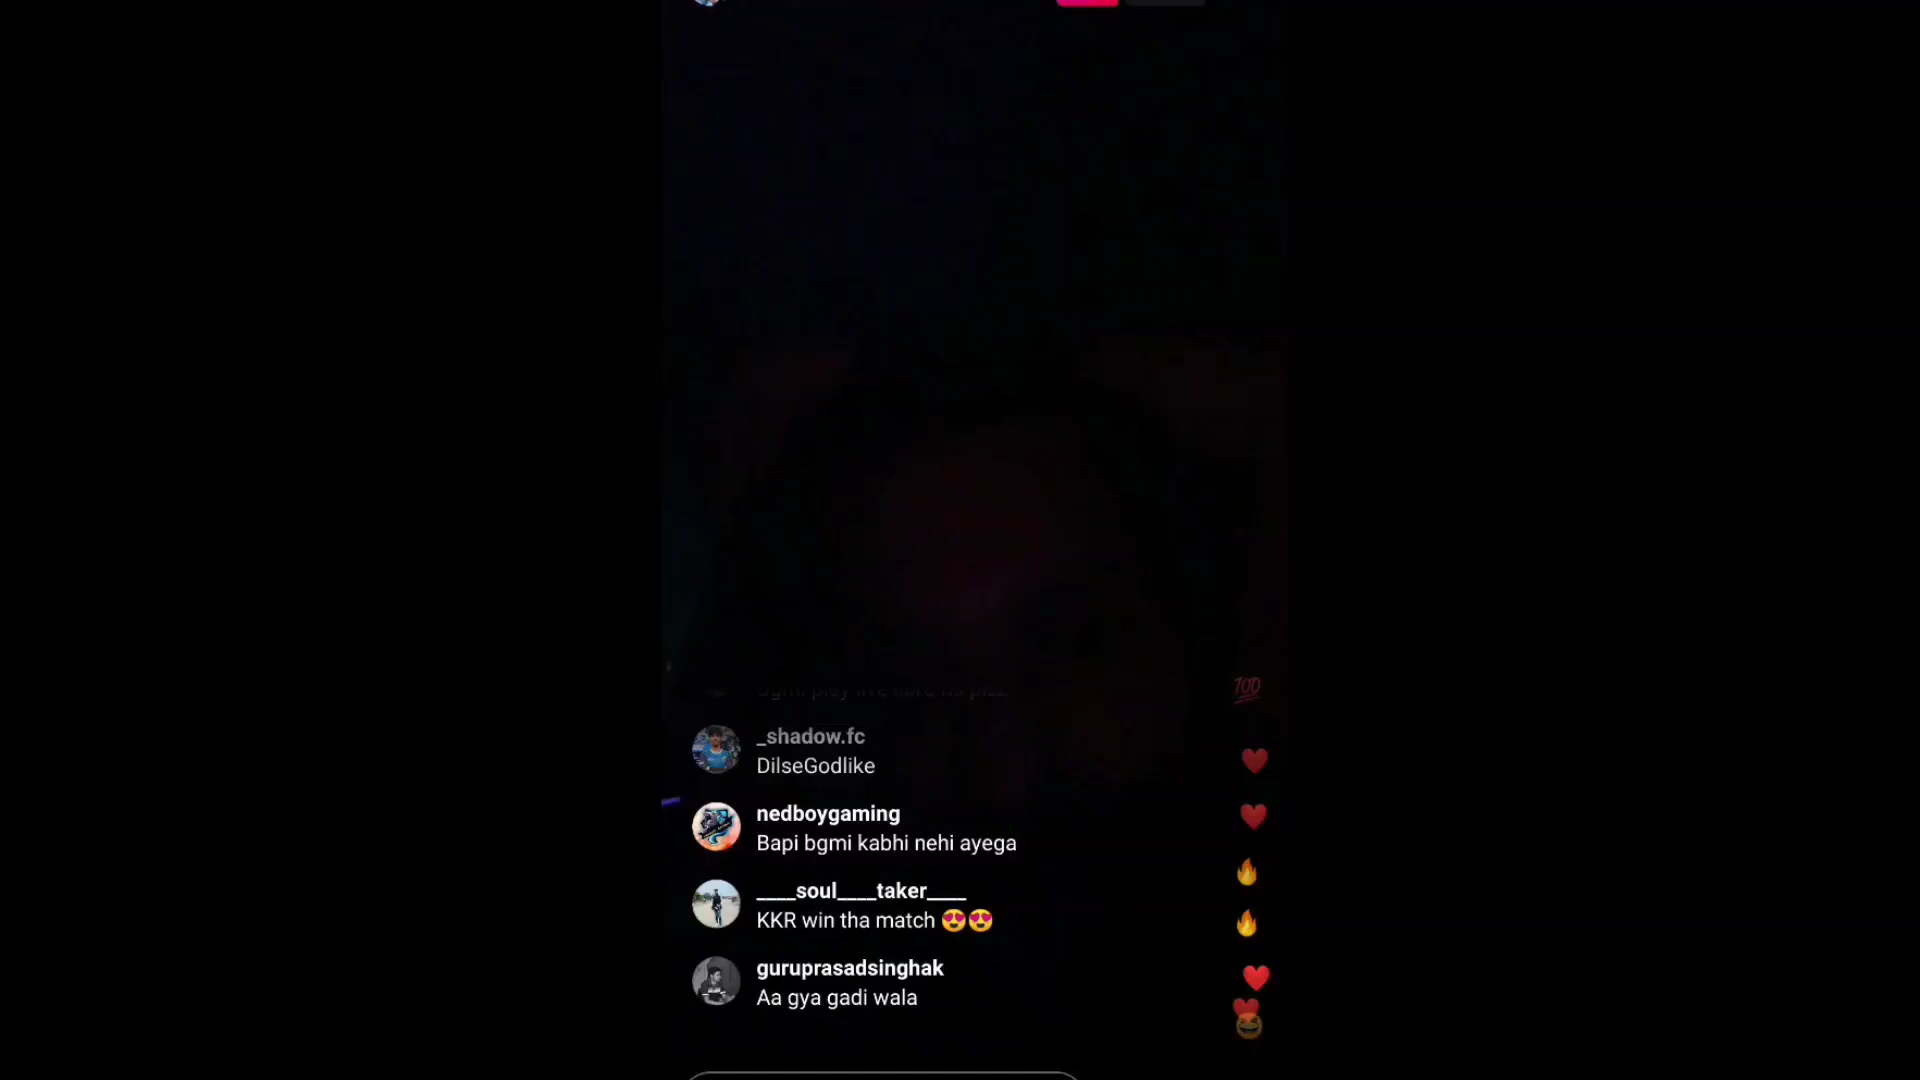 _shadow.fc
DilseGodlike
nedboygaming
Bapi bgmi kabhi nehi ayega
____soul____taker____
KKR win tha match 😍😍
guruprasadsinghak
Aa gya gadi wala
💯